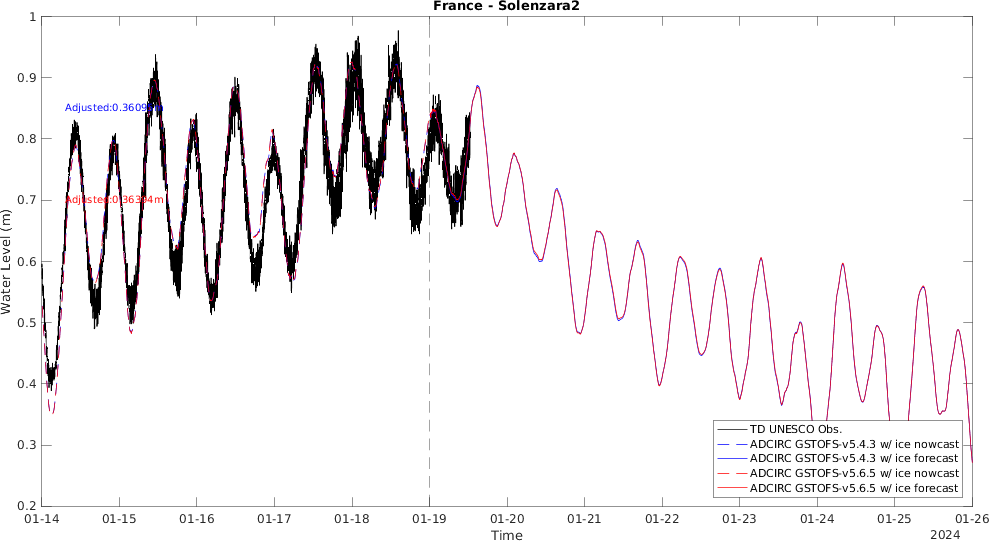 France - Solenzara2
Water Level (m)
1
0.9
0.8
0.7
0.6
0.5
0.4
0.3
0.2
Adjusted:0.36394m
TD UNESCO Obs.
ADCIRC GSTOFS-v5.4.3 w/ ice nowcast
ADCIRC GSTOFS-v5.4.3 w/ ice forecast
ADCIRC GSTOFS-v5.6.5 w/ ice nowcast
ADCIRC GSTOFS-v5.6.5 w/ ice forecast
01-14 01-15 01-16 01-17 01-18 01-19 01-20 01-21 01-22 01-23 01-24 01-25 01-26
Time
2024